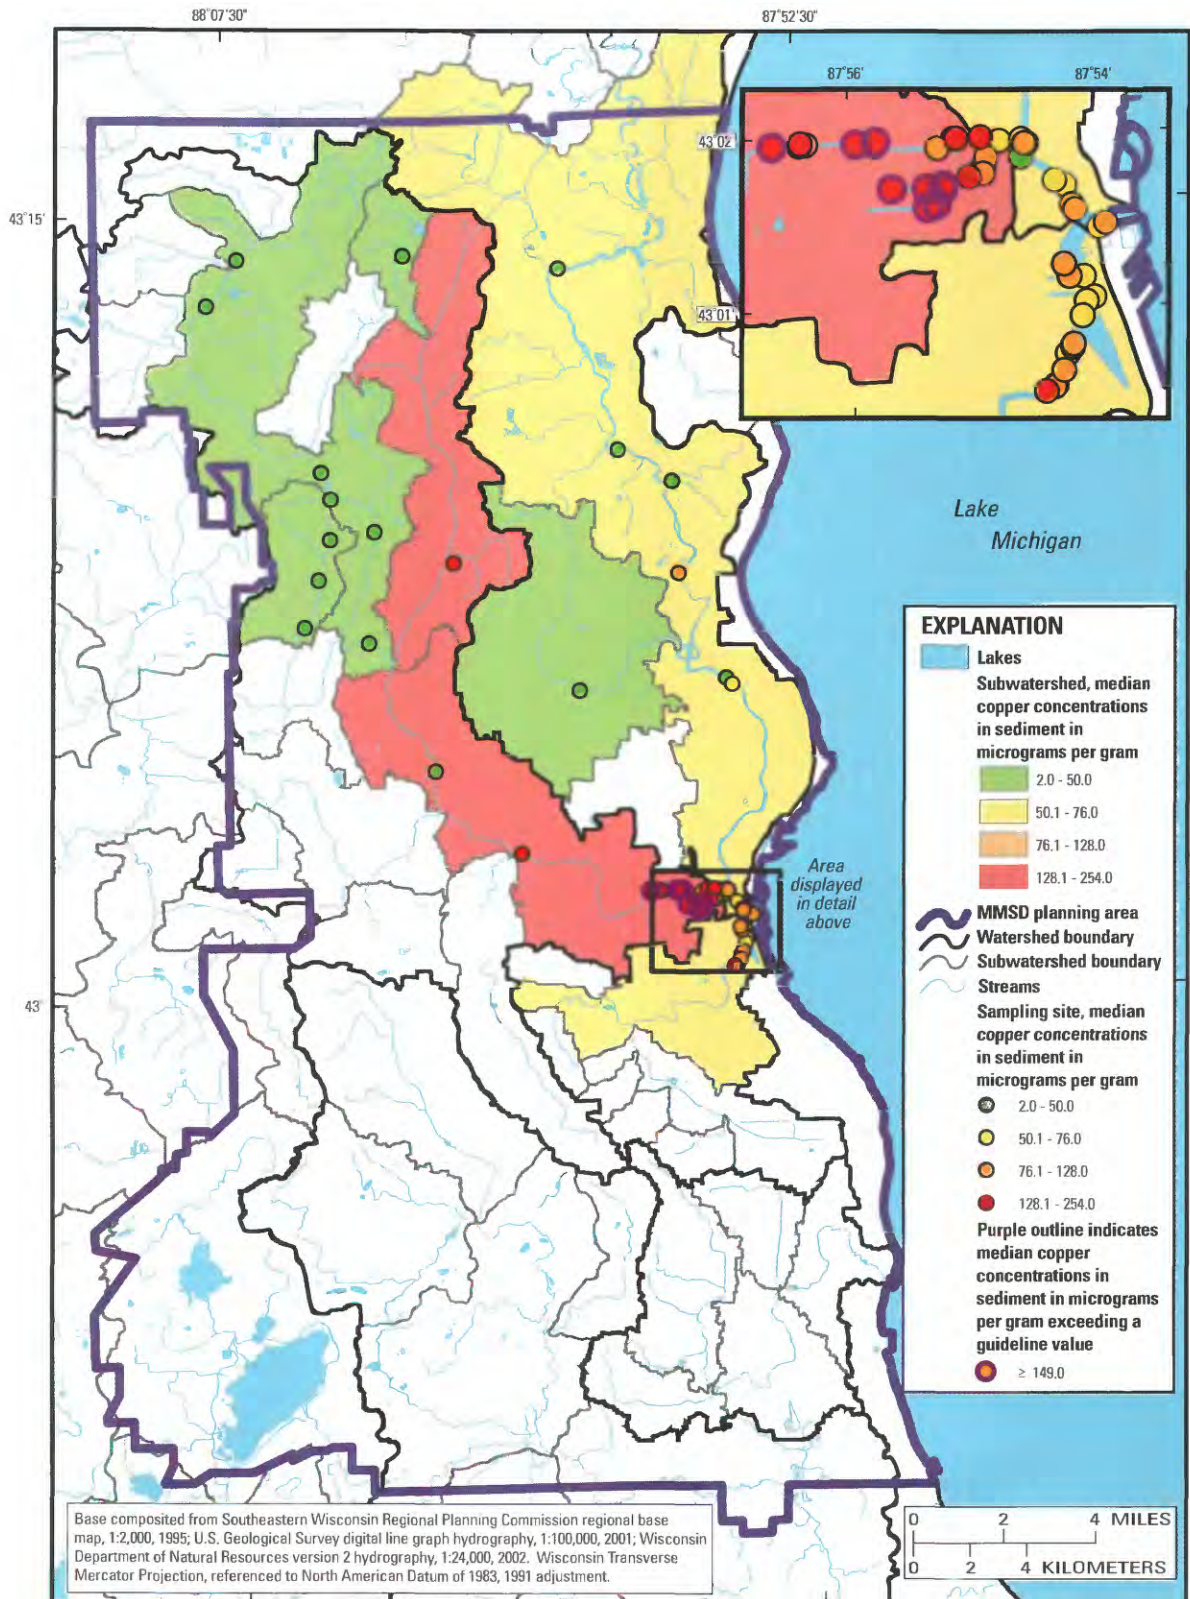 88°07'30"
87°52'30"
87°56'
87°54'
43°02'
43°15'
43°01'
Lake
Michigan
EXPLANATION
Lakes
Subwatershed, median
copper concentrations
in sediment in
micrograms per gram
2.0 - 50.0
50.1 - 76.0
76.1 - 128.0
128.1 - 254.0
MMSD planning area
Watershed boundary
Subwatershed boundary
Streams
Sampling site, median
copper concentrations
in sediment in
micrograms per gram
2.0 - 50.0
50.1 - 76.0
76.1 - 128.0
128.1 - 254.0
Purple outline indicates
median copper
concentrations in
sediment in micrograms
per gram exceeding a
guideline value
≥ 149.0
Area
displayed
in detail
above
43°
Base composited from Southeastern Wisconsin Regional Planning Commission regional base
map, 1:2,000, 1995; U.S. Geological Survey digital line graph hydrography, 1:100,000, 2001; Wisconsin
Department of Natural Resources version 2 hydrography, 1:24,000, 2002. Wisconsin Transverse
Mercator Projection, referenced to North American Datum of 1983, 1991 adjustment.
0 2 4 MILES
0 2 4 KILOMETERS